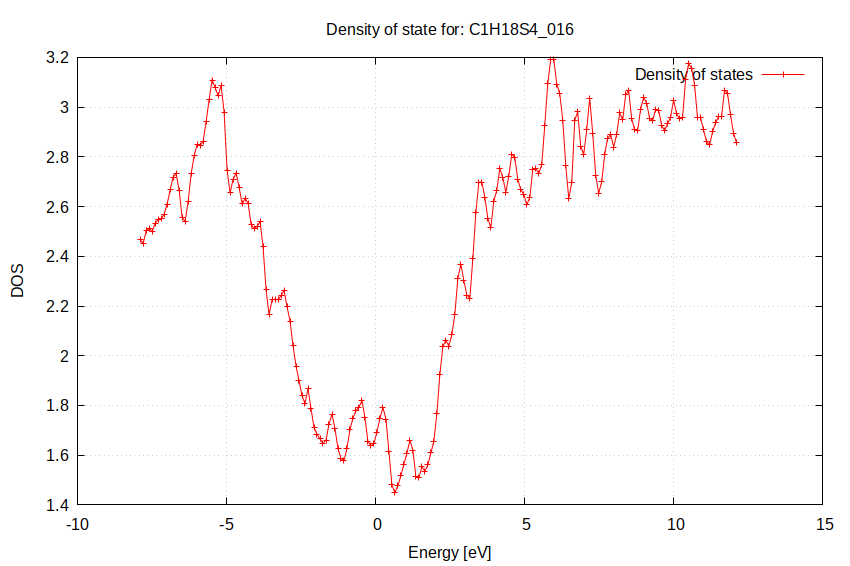 Density of state for: C1H18S4_016
Density of states
3.2
3
2.8
2.6
2.4
2.2
2
1.8
1.6
1.4
DOS
-10 -5 0 5 10 15
Energy [eV]